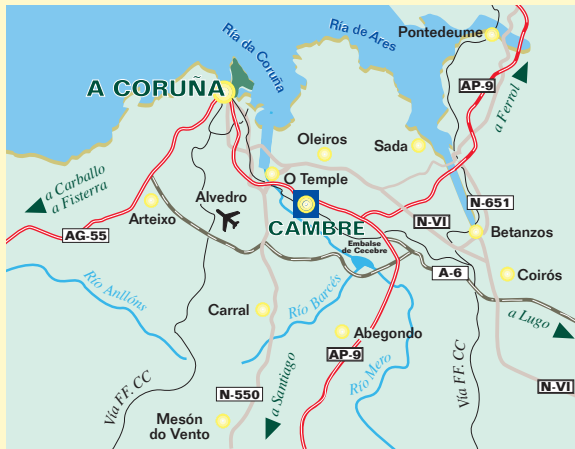 Pontedeume
Ría de Ares
Ría da Coruña
A CORUÑA
AP-9
a Ferrol
Oleiros
Sada
O Temple
a Carballo
a Fisterra
Alvedro
Arteixo
CAMBRE
N-651
N-VI
Betanzos
AG-55
Embalse
de Cecebre
A-6
Coirós
Río Anllóns
Río Barcés
Carral
Abegondo
a Lugo
AP-9
Río Mero
Vía FF. CC
Vía FF. CC
N-550
a Santiago
N-VI
Mesón
do Vento